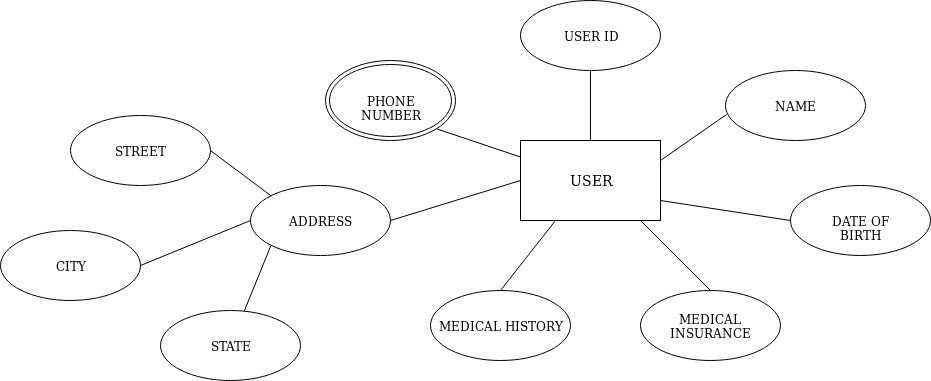 USER ID
PHONE
NUMBER
NAME
STREET
USER
ADDRESS
DATE OF
BIRTH
CITY
MEDICAL HISTORY
MEDICAL
INSURANCE
STATE